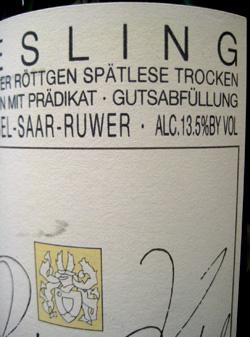 ESLING
ER RÖTTGEN SPÄTLESE TROCKEN
N MIT PRÄDIKAT · GUTSABFÜLLUNG
EL-SAAR-RUWER · ALC.13.5%BY VOL